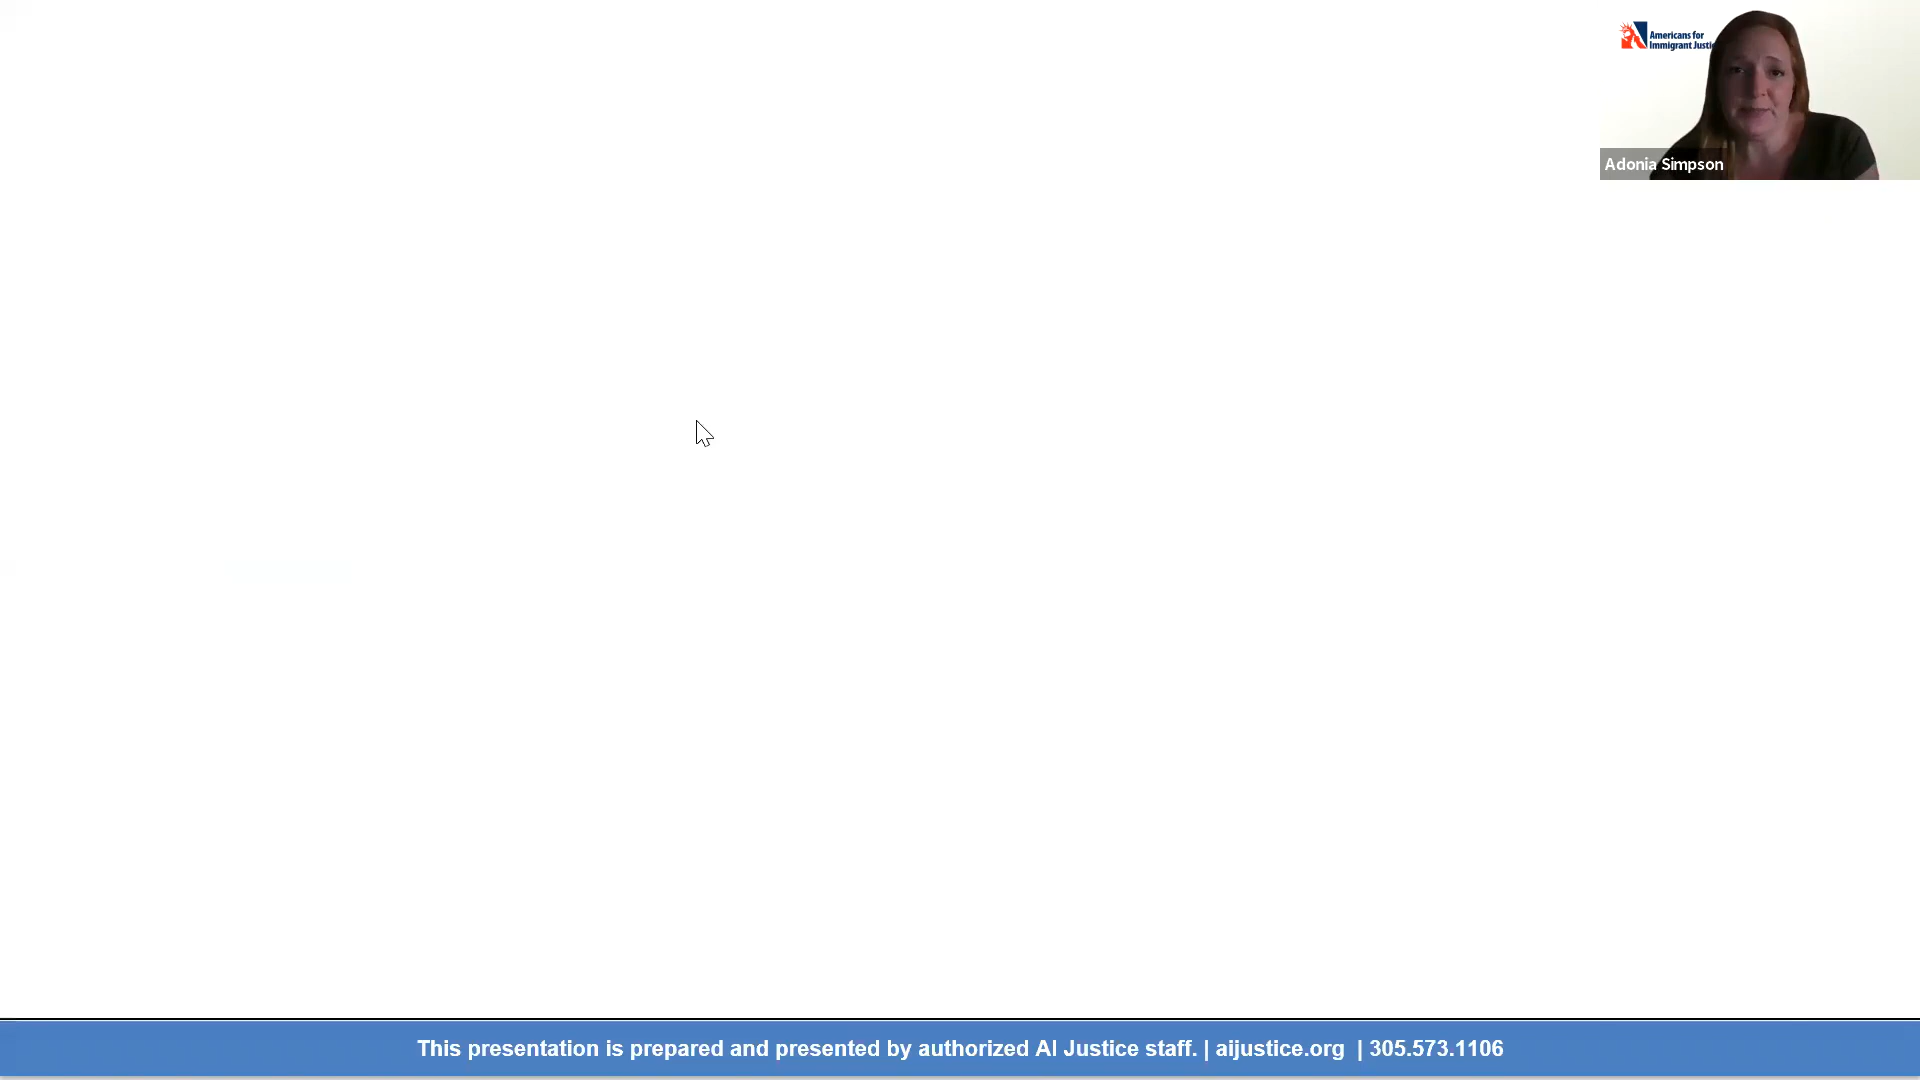 Americans for
Immigrant Justi
Adonia Simpson
This presentation is prepared and presented by authorized AI Justice staff. | aijustice.org | 305.573.1106